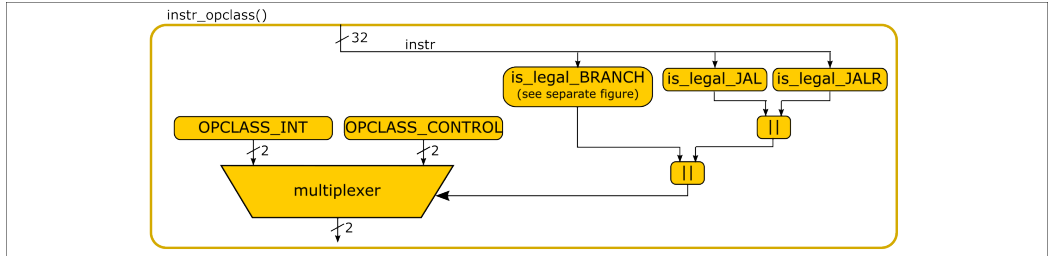 instr_opclass()
32
instr
is_legal_BRANCH
(see separate figure)
is_legal_JAL
is_legal_JALR
||
OPCLASS_INT
OPCLASS_CONTROL
2
2
||
multiplexer
2